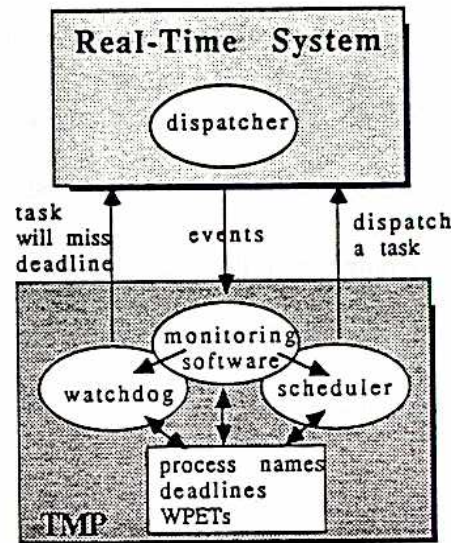 Real-Time System
dispatcher
task
will miss
deadline
events
dispatch
a task
monitoring
software
watchdog
scheduler
process names
deadlines
WPETs
TMP